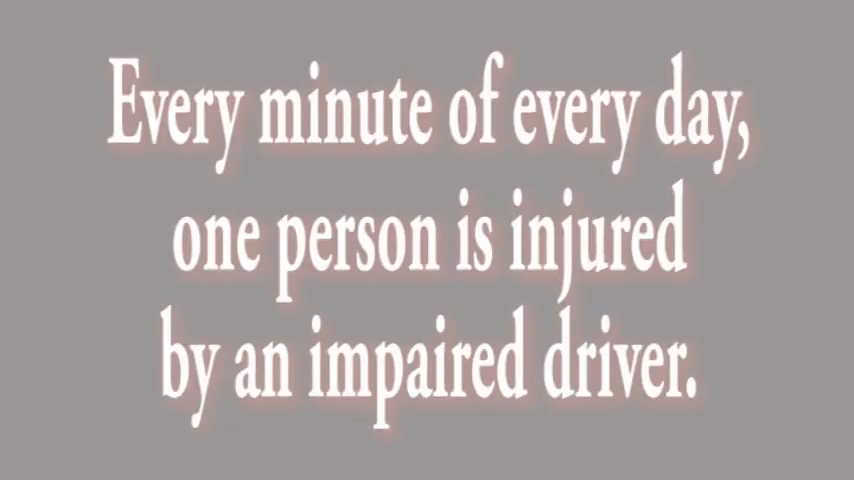 Every minute of every day,
one person is injured
by an impaired driver.